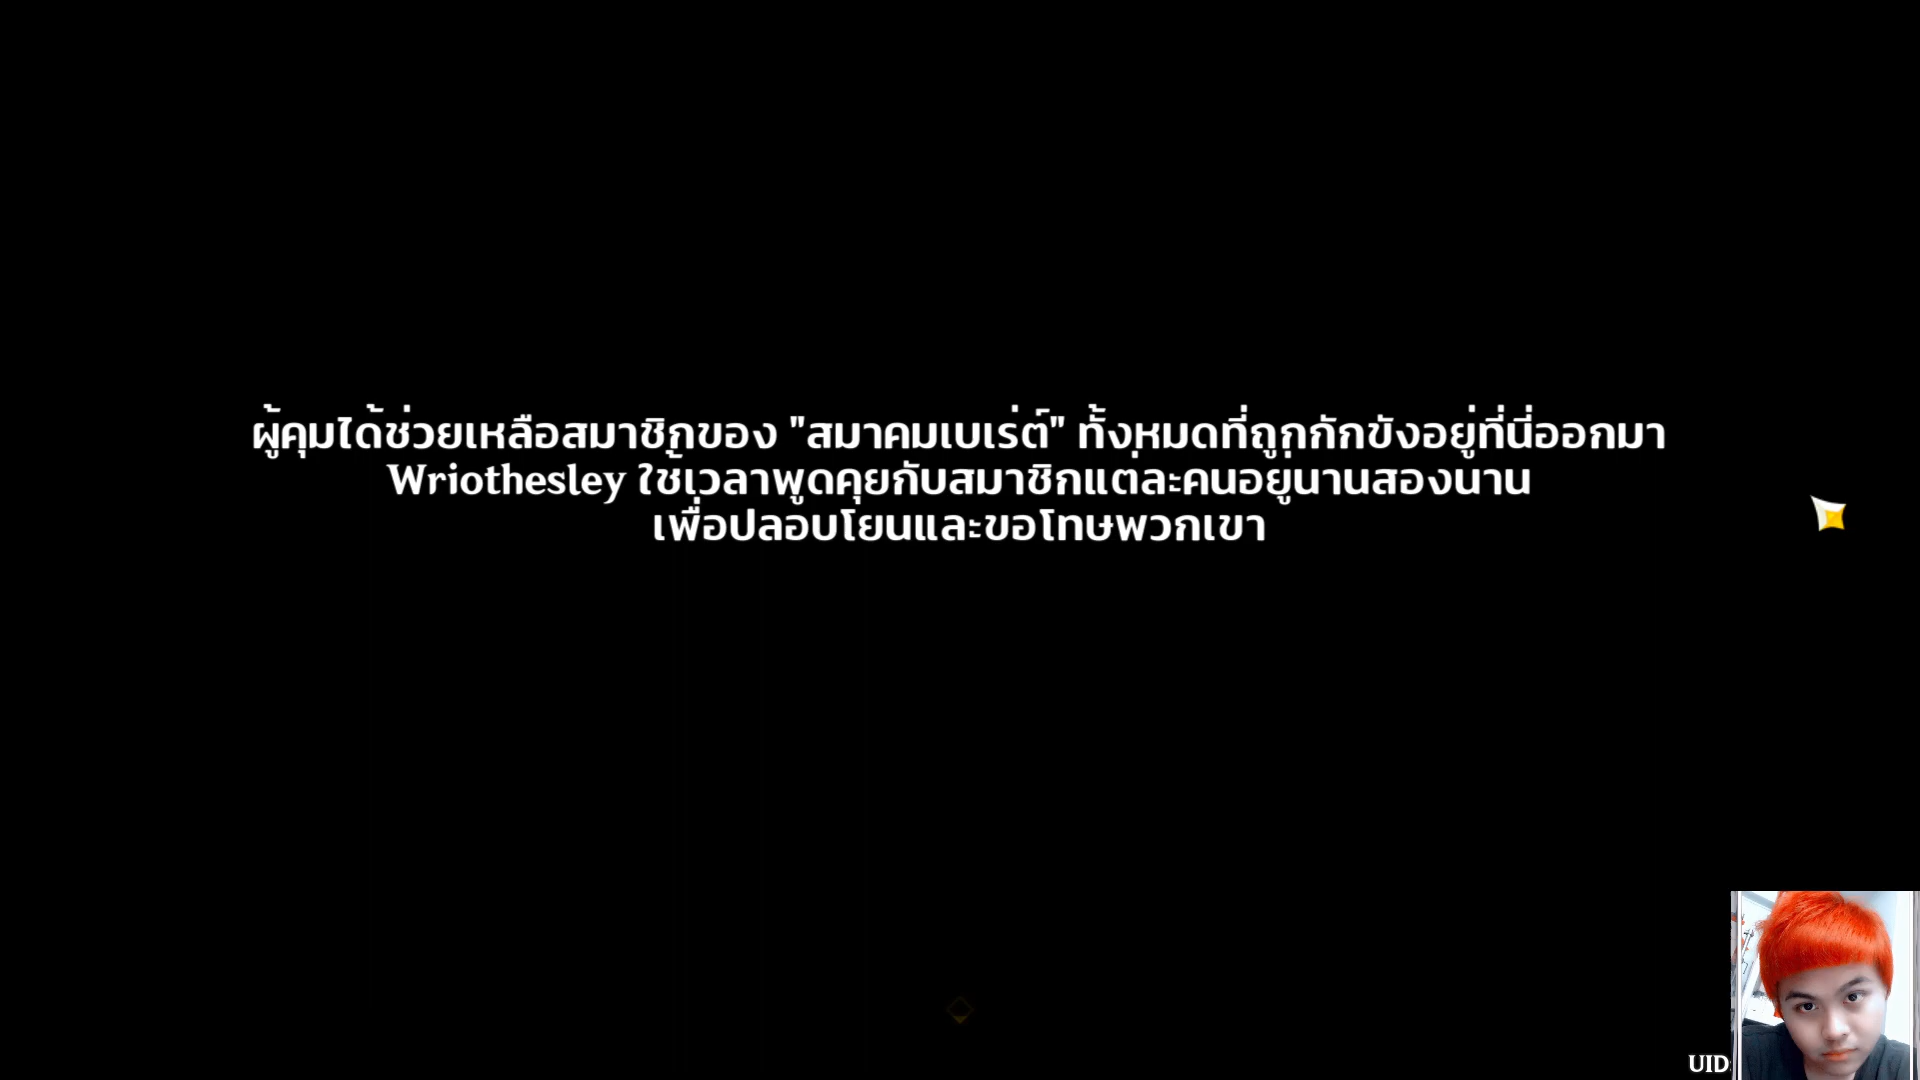 ผู้คุมได้ช่วยเหลือสมาชิกของ "สมาคมเบเร่ต์" ทั้งหมดที่ถูกกักขังอยู่ที่นี่ออกมา
Wriothesley ใช้เวลาพูดคุยกับสมาชิกแต่ละคนอยู่นานสองนาน
เพื่อปลอบโยนและขอโทษพวกเขา
UID: